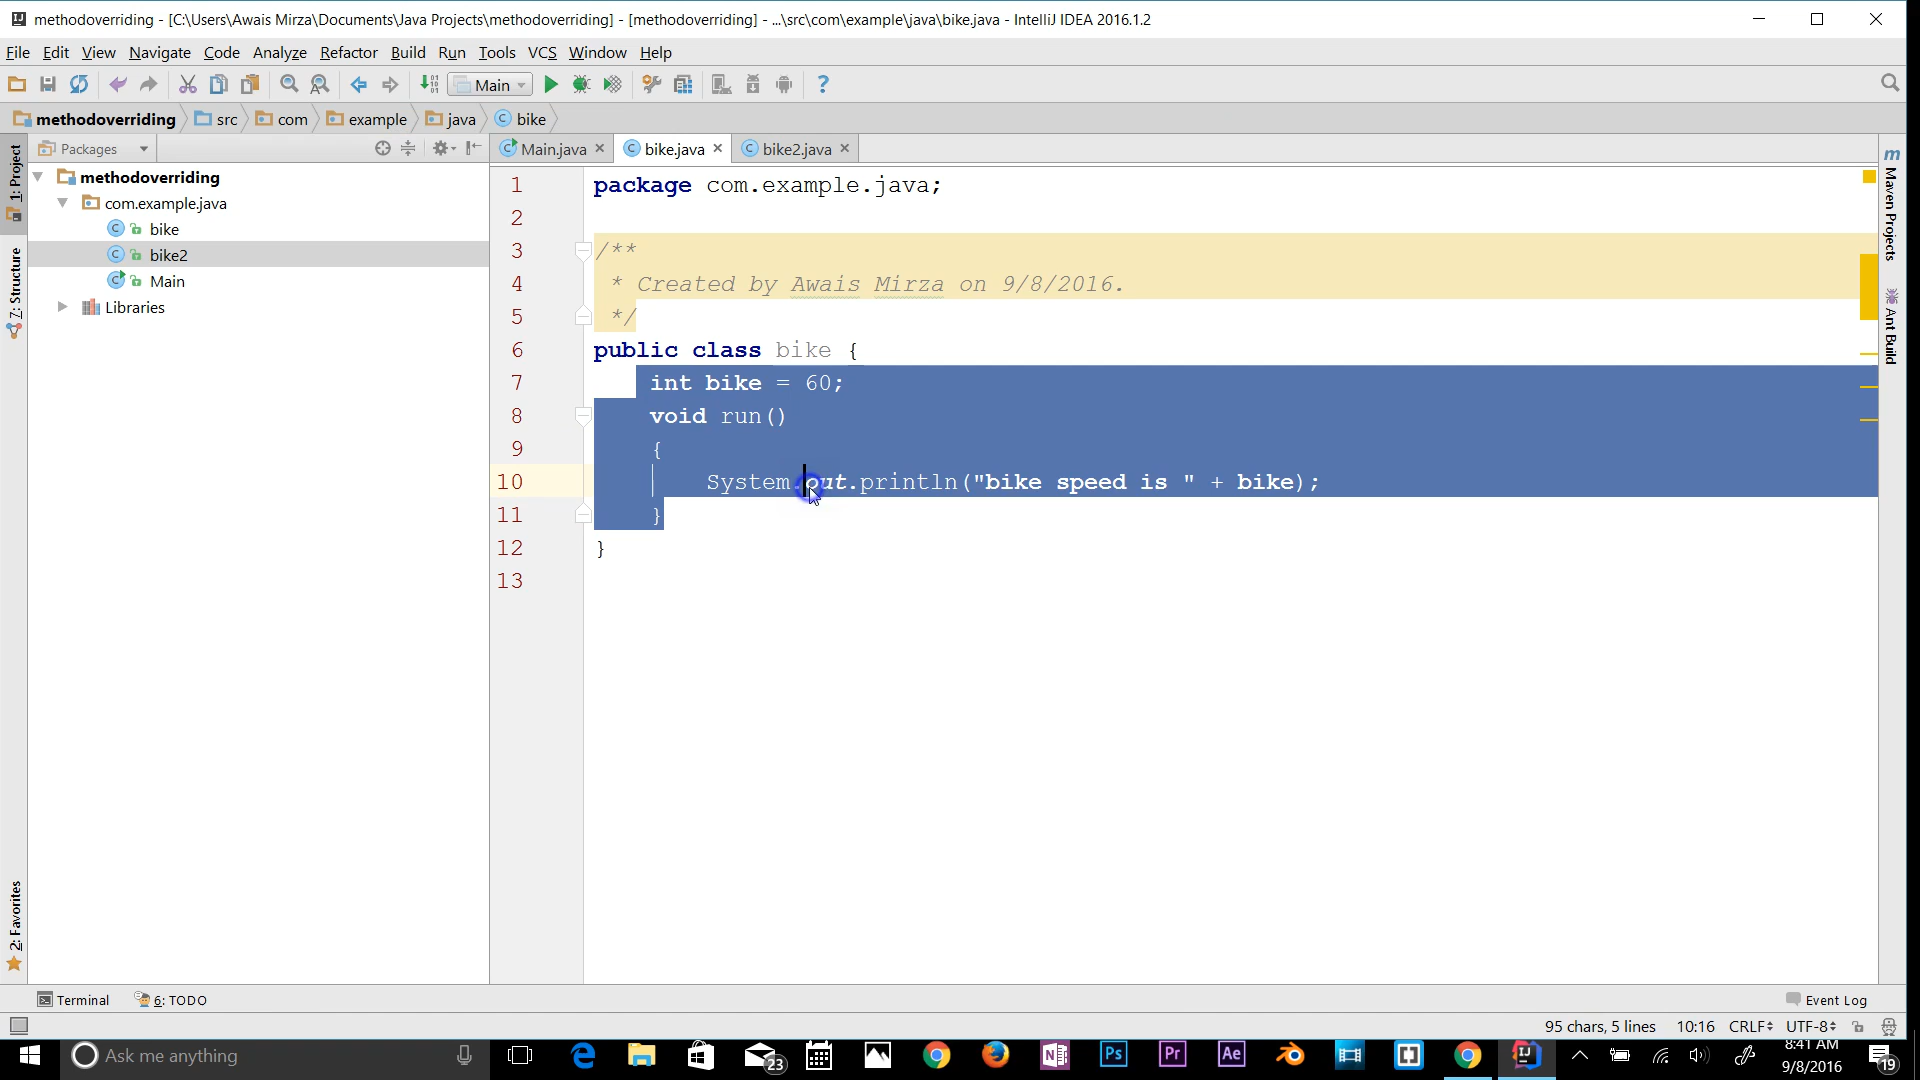 methodoverriding - [C:\Users\Awais Mirza\Documents\Java Projects\methodoverriding] - [methodoverriding] - ...\src\com\example\java\bike.java - IntelliJ IDEA 2016.1.2
File Edit View Navigate Code Analyze Refactor Build Run Tools VCS Window Help
Main
methodoverriding src com example java bike
Packages
Main.java bike.java bike2.java
1: Project
7: Structure
2: Favorites
methodoverriding
com.example.java
bike
bike2
Main
Libraries
1 package com.example.java;
2
3 /**
4 * Created by Awais Mirza on 9/8/2016.
5 */
6 public class bike {
7 int bike = 60;
8 void run()
9 {
10 System.out.println("bike speed is " + bike);
11 }
12 }
13
m Maven Projects
Ant Build
Terminal 6: TODO Event Log
95 chars, 5 lines 10:16 CRLF UTF-8
Ask me anything
23
N
Ps
Pr
Ae
IJ
8:41 AM
9/8/2016
19